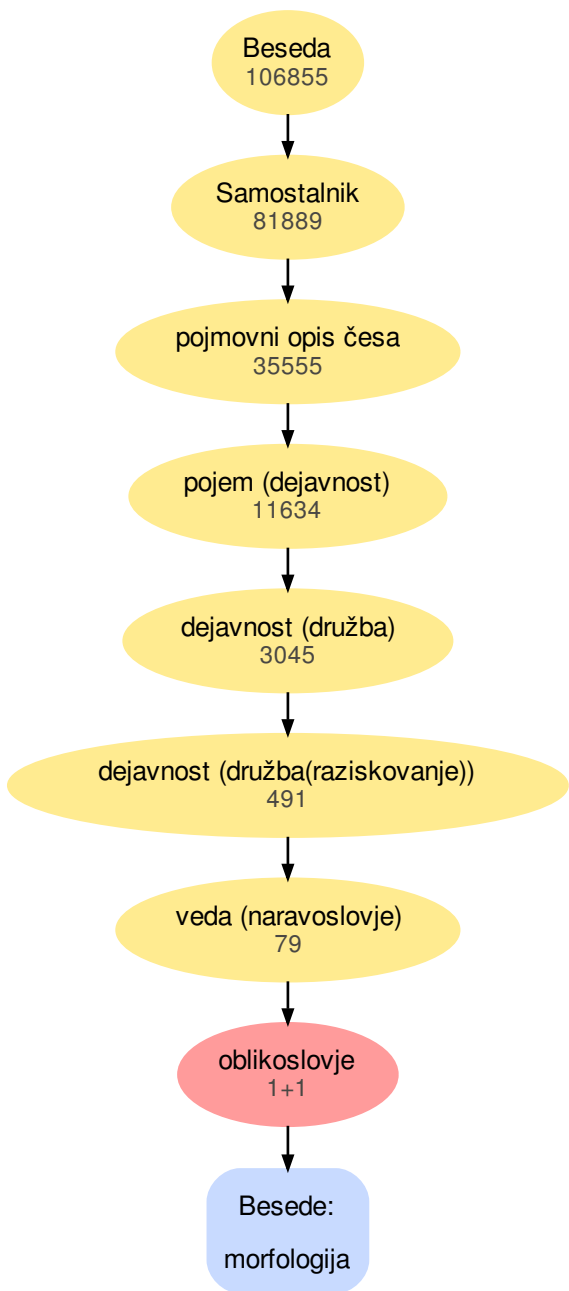 Beseda
106855
Samostalnik
81889
pojmovni opis česa
35555
pojem (dejavnost)
11634
dejavnost (družba)
3045
dejavnost (družba(raziskovanje))
491
veda (naravoslovje)
79
oblikoslovje
1+1
Besede:
morfologija